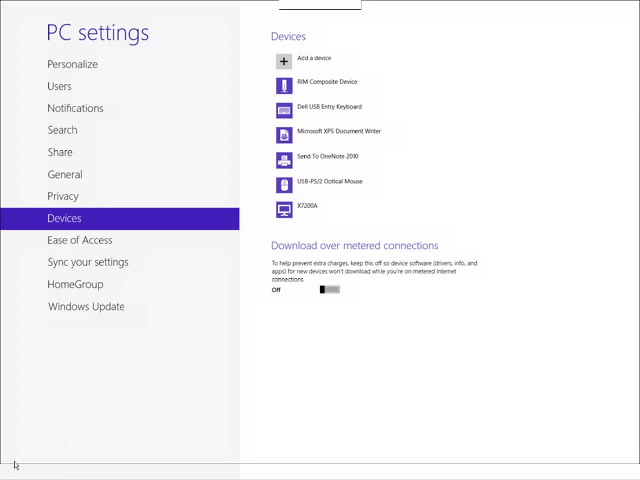 PC settings
Personalize
Users
Notifications
Search
Share
General
Privacy
Devices
Ease of Access
Sync your settings
HomeGroup
Windows Update
Devices
Add a device
RIM Composite Device
Dell USB Entry Keyboard
Microsoft XPS Document Writer
Send To OneNote 2010
USB-PS/2 Optical Mouse
X7200A
Download over metered connections
To help prevent extra charges, keep this off so device software (drivers, info, and
apps) for new devices won't download while you're on metered Internet
connections.
Off